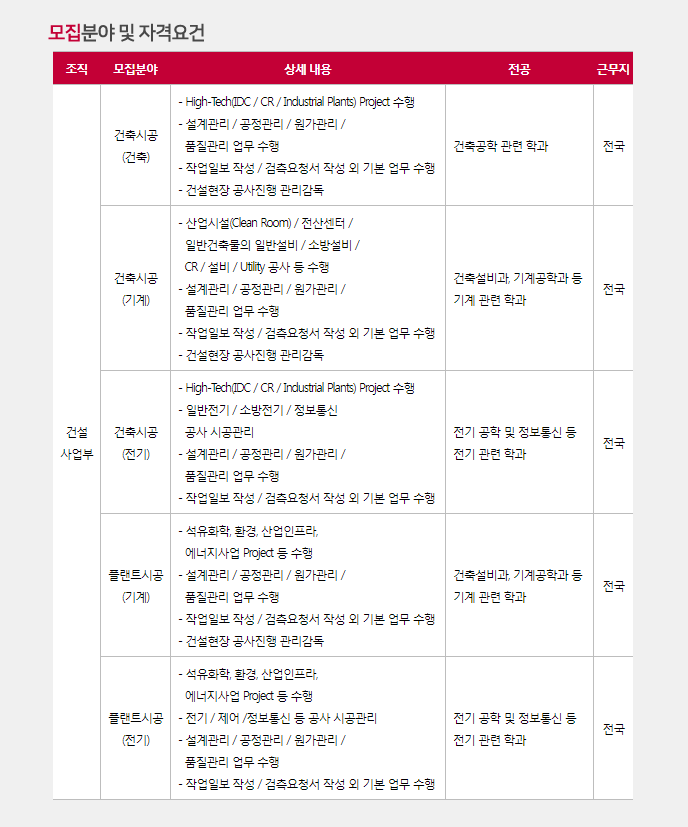 모집분야 및 자격요건
조직 모집분야 상세 내용 전공 근무지
건설
사업부
건축시공
(건축)
- High-Tech(IDC / CR / Industrial Plants) Project 수행
- 설계관리 / 공정관리 / 원가관리 /
품질관리 업무 수행
- 작업일보 작성 / 검측요청서 작성 외 기본 업무 수행
- 건설현장 공사진행 관리감독
건축공학 관련 학과
전국
건축시공
(기계)
- 산업시설(Clean Room) / 전산센터 /
일반건축물의 일반설비 / 소방설비 /
CR / 설비 / Utility 공사 등 수행
- 설계관리 / 공정관리 / 원가관리 /
품질관리 업무 수행
- 작업일보 작성 / 검측요청서 작성 외 기본 업무 수행
- 건설현장 공사진행 관리감독
건축설비과, 기계공학과 등
기계 관련 학과
전국
건축시공
(전기)
- High-Tech(IDC / CR / Industrial Plants) Project 수행
- 일반전기 / 소방전기 / 정보통신
공사 시공관리
- 설계관리 / 공정관리 / 원가관리 /
품질관리 업무 수행
- 작업일보 작성 / 검측요청서 작성 외 기본 업무 수행
전기 공학 및 정보통신 등
전기 관련 학과
전국
플랜트시공
(기계)
- 석유화학, 환경, 산업인프라,
에너지사업 Project 등 수행
- 설계관리 / 공정관리 / 원가관리 /
품질관리 업무 수행
- 작업일보 작성 / 검측요청서 작성 외 기본 업무 수행
- 건설현장 공사진행 관리감독
건축설비과, 기계공학과 등
기계 관련 학과
전국
플랜트시공
(전기)
- 석유화학, 환경, 산업인프라,
에너지사업 Project 등 수행
- 전기 / 제어 /정보통신 등 공사 시공관리
- 설계관리 / 공정관리 / 원가관리 /
품질관리 업무 수행
- 작업일보 작성 / 검측요청서 작성 외 기본 업무 수행
전기 공학 및 정보통신 등
전기 관련 학과
전국